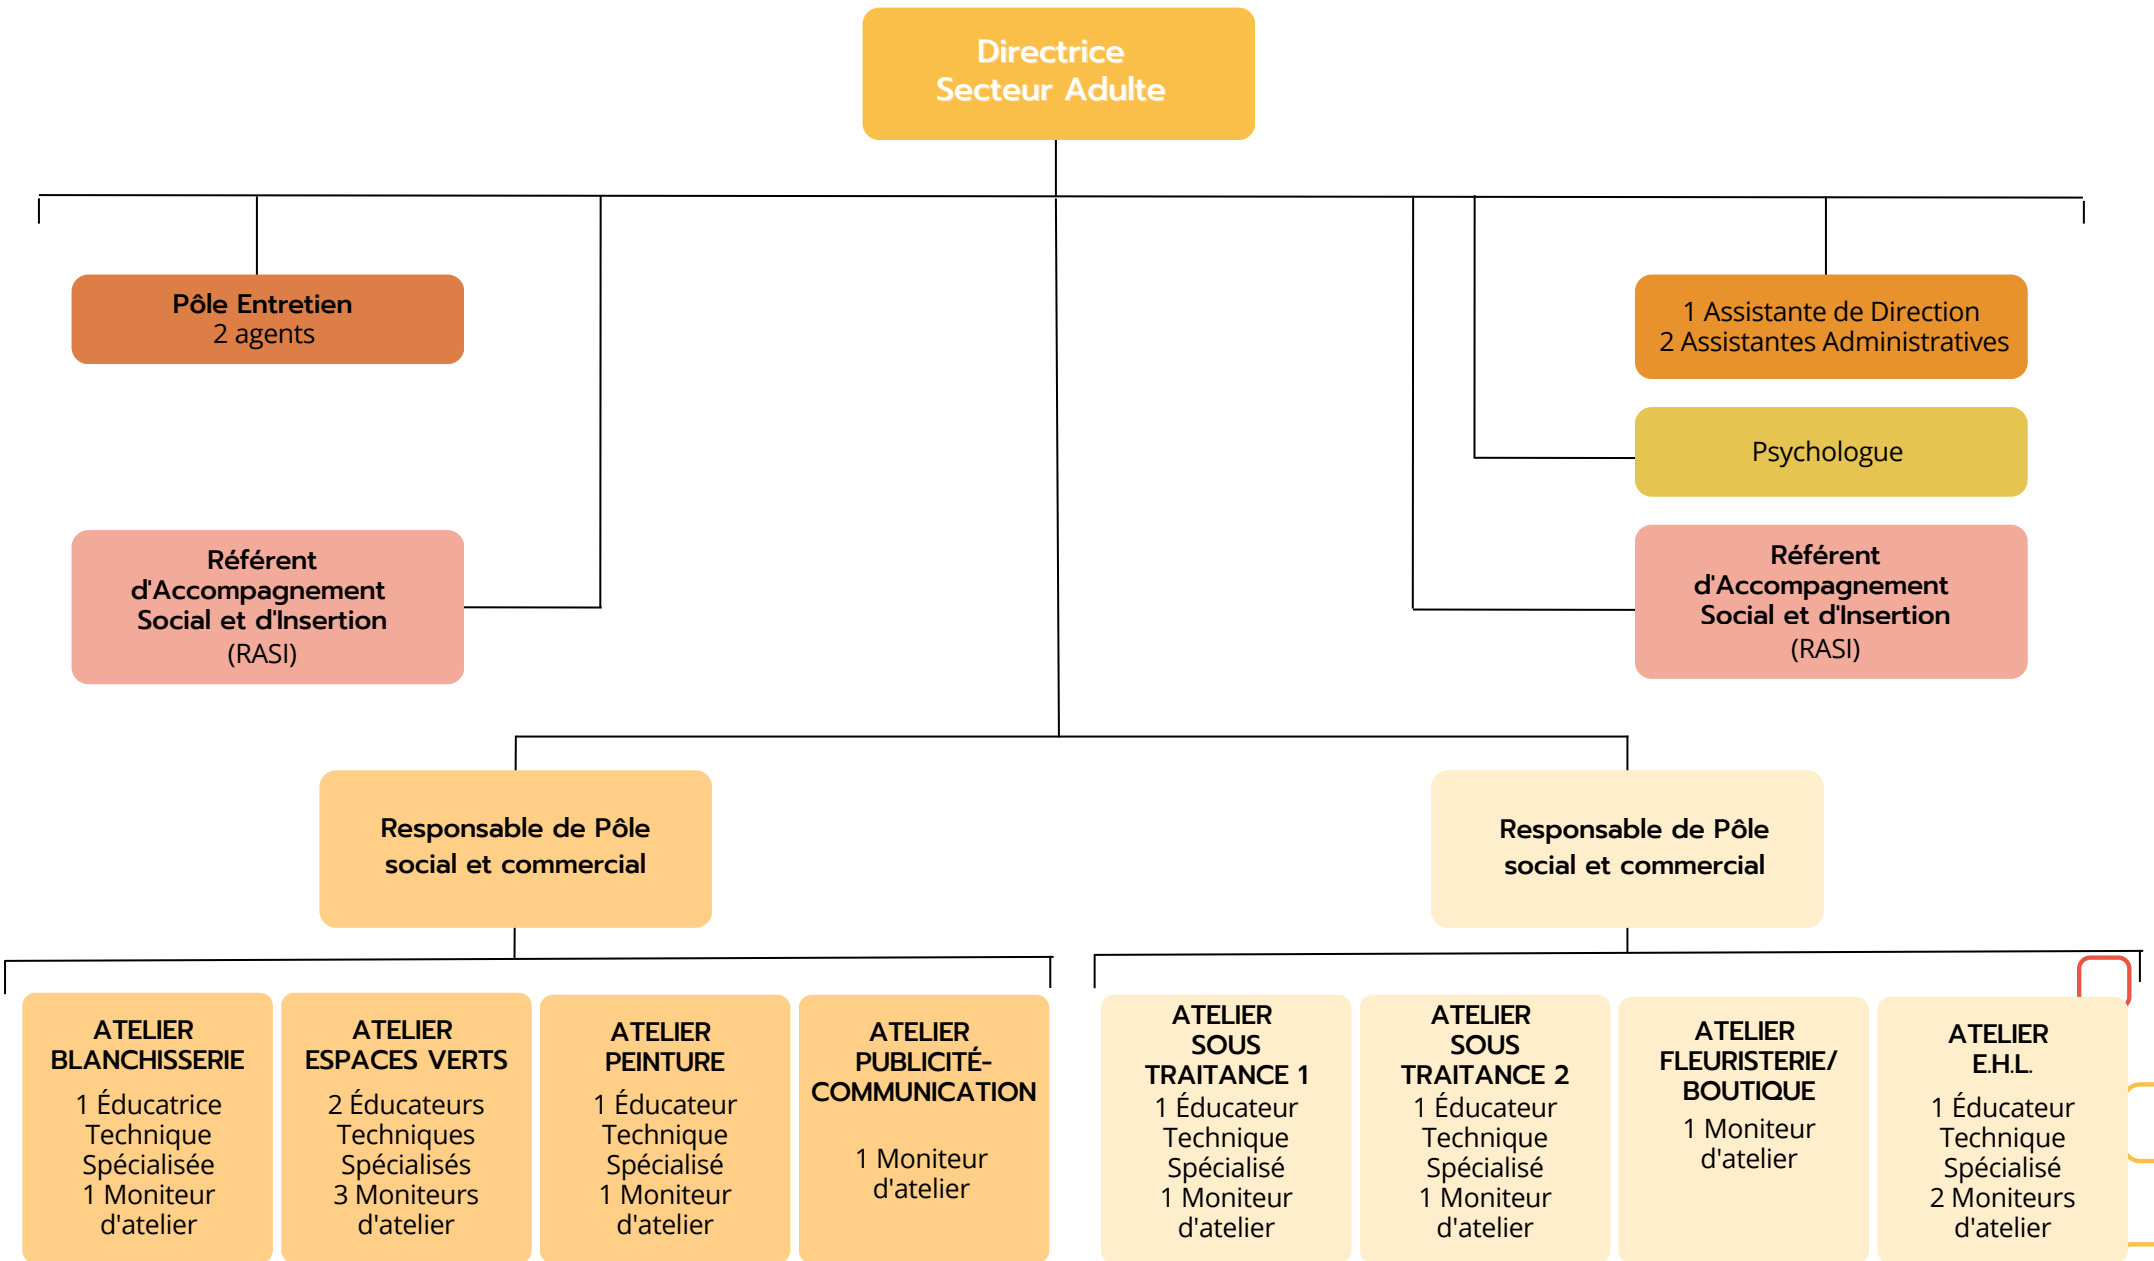 Directrice
Secteur Adulte
Pôle Entretien
2 agents
1 Assistante de Direction
2 Assistantes Administratives
Psychologue
Référent
d'Accompagnement
Social et d'Insertion
(RASI)
Référent
d'Accompagnement
Social et d'Insertion
(RASI)
Responsable de Pôle
social et commercial
Responsable de Pôle
social et commercial
ATELIER
BLANCHISSERIE
1 Éducatrice
Technique
Spécialisée
1 Moniteur
d'atelier
ATELIER
ESPACES VERTS
2 Éducateurs
Techniques
Spécialisés
3 Moniteurs
d'atelier
ATELIER
PEINTURE
1 Éducateur
Technique
Spécialisé
1 Moniteur
d'atelier
ATELIER
PUBLICITÉ-
COMMUNICATION
1 Moniteur
d'atelier
ATELIER
SOUS
TRAITANCE 1
1 Éducateur
Technique
Spécialisé
1 Moniteur
d'atelier
ATELIER
SOUS
TRAITANCE 2
1 Éducateur
Technique
Spécialisé
1 Moniteur
d'atelier
ATELIER
FLEURISTERIE/
BOUTIQUE
1 Moniteur
d'atelier
ATELIER
E.H.L.
1 Éducateur
Technique
Spécialisé
2 Moniteurs
d'atelier